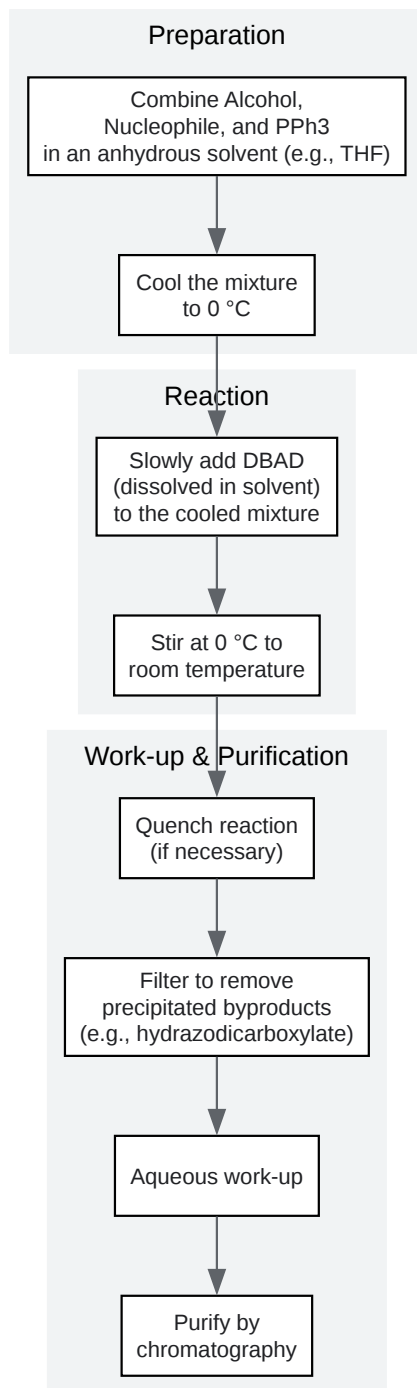 Preparation
Combine Alcohol,
Nucleophile, and PPh3
in an anhydrous solvent (e.g., THF)
Cool the mixture
to 0 °C
Reaction
Slowly add DBAD
(dissolved in solvent)
to the cooled mixture
Stir at 0 °C to
room temperature
Work-up & Purification
Quench reaction
(if necessary)
Filter to remove
precipitated byproducts
(e.g., hydrazodicarboxylate)
Aqueous work-up
Purify by
chromatography